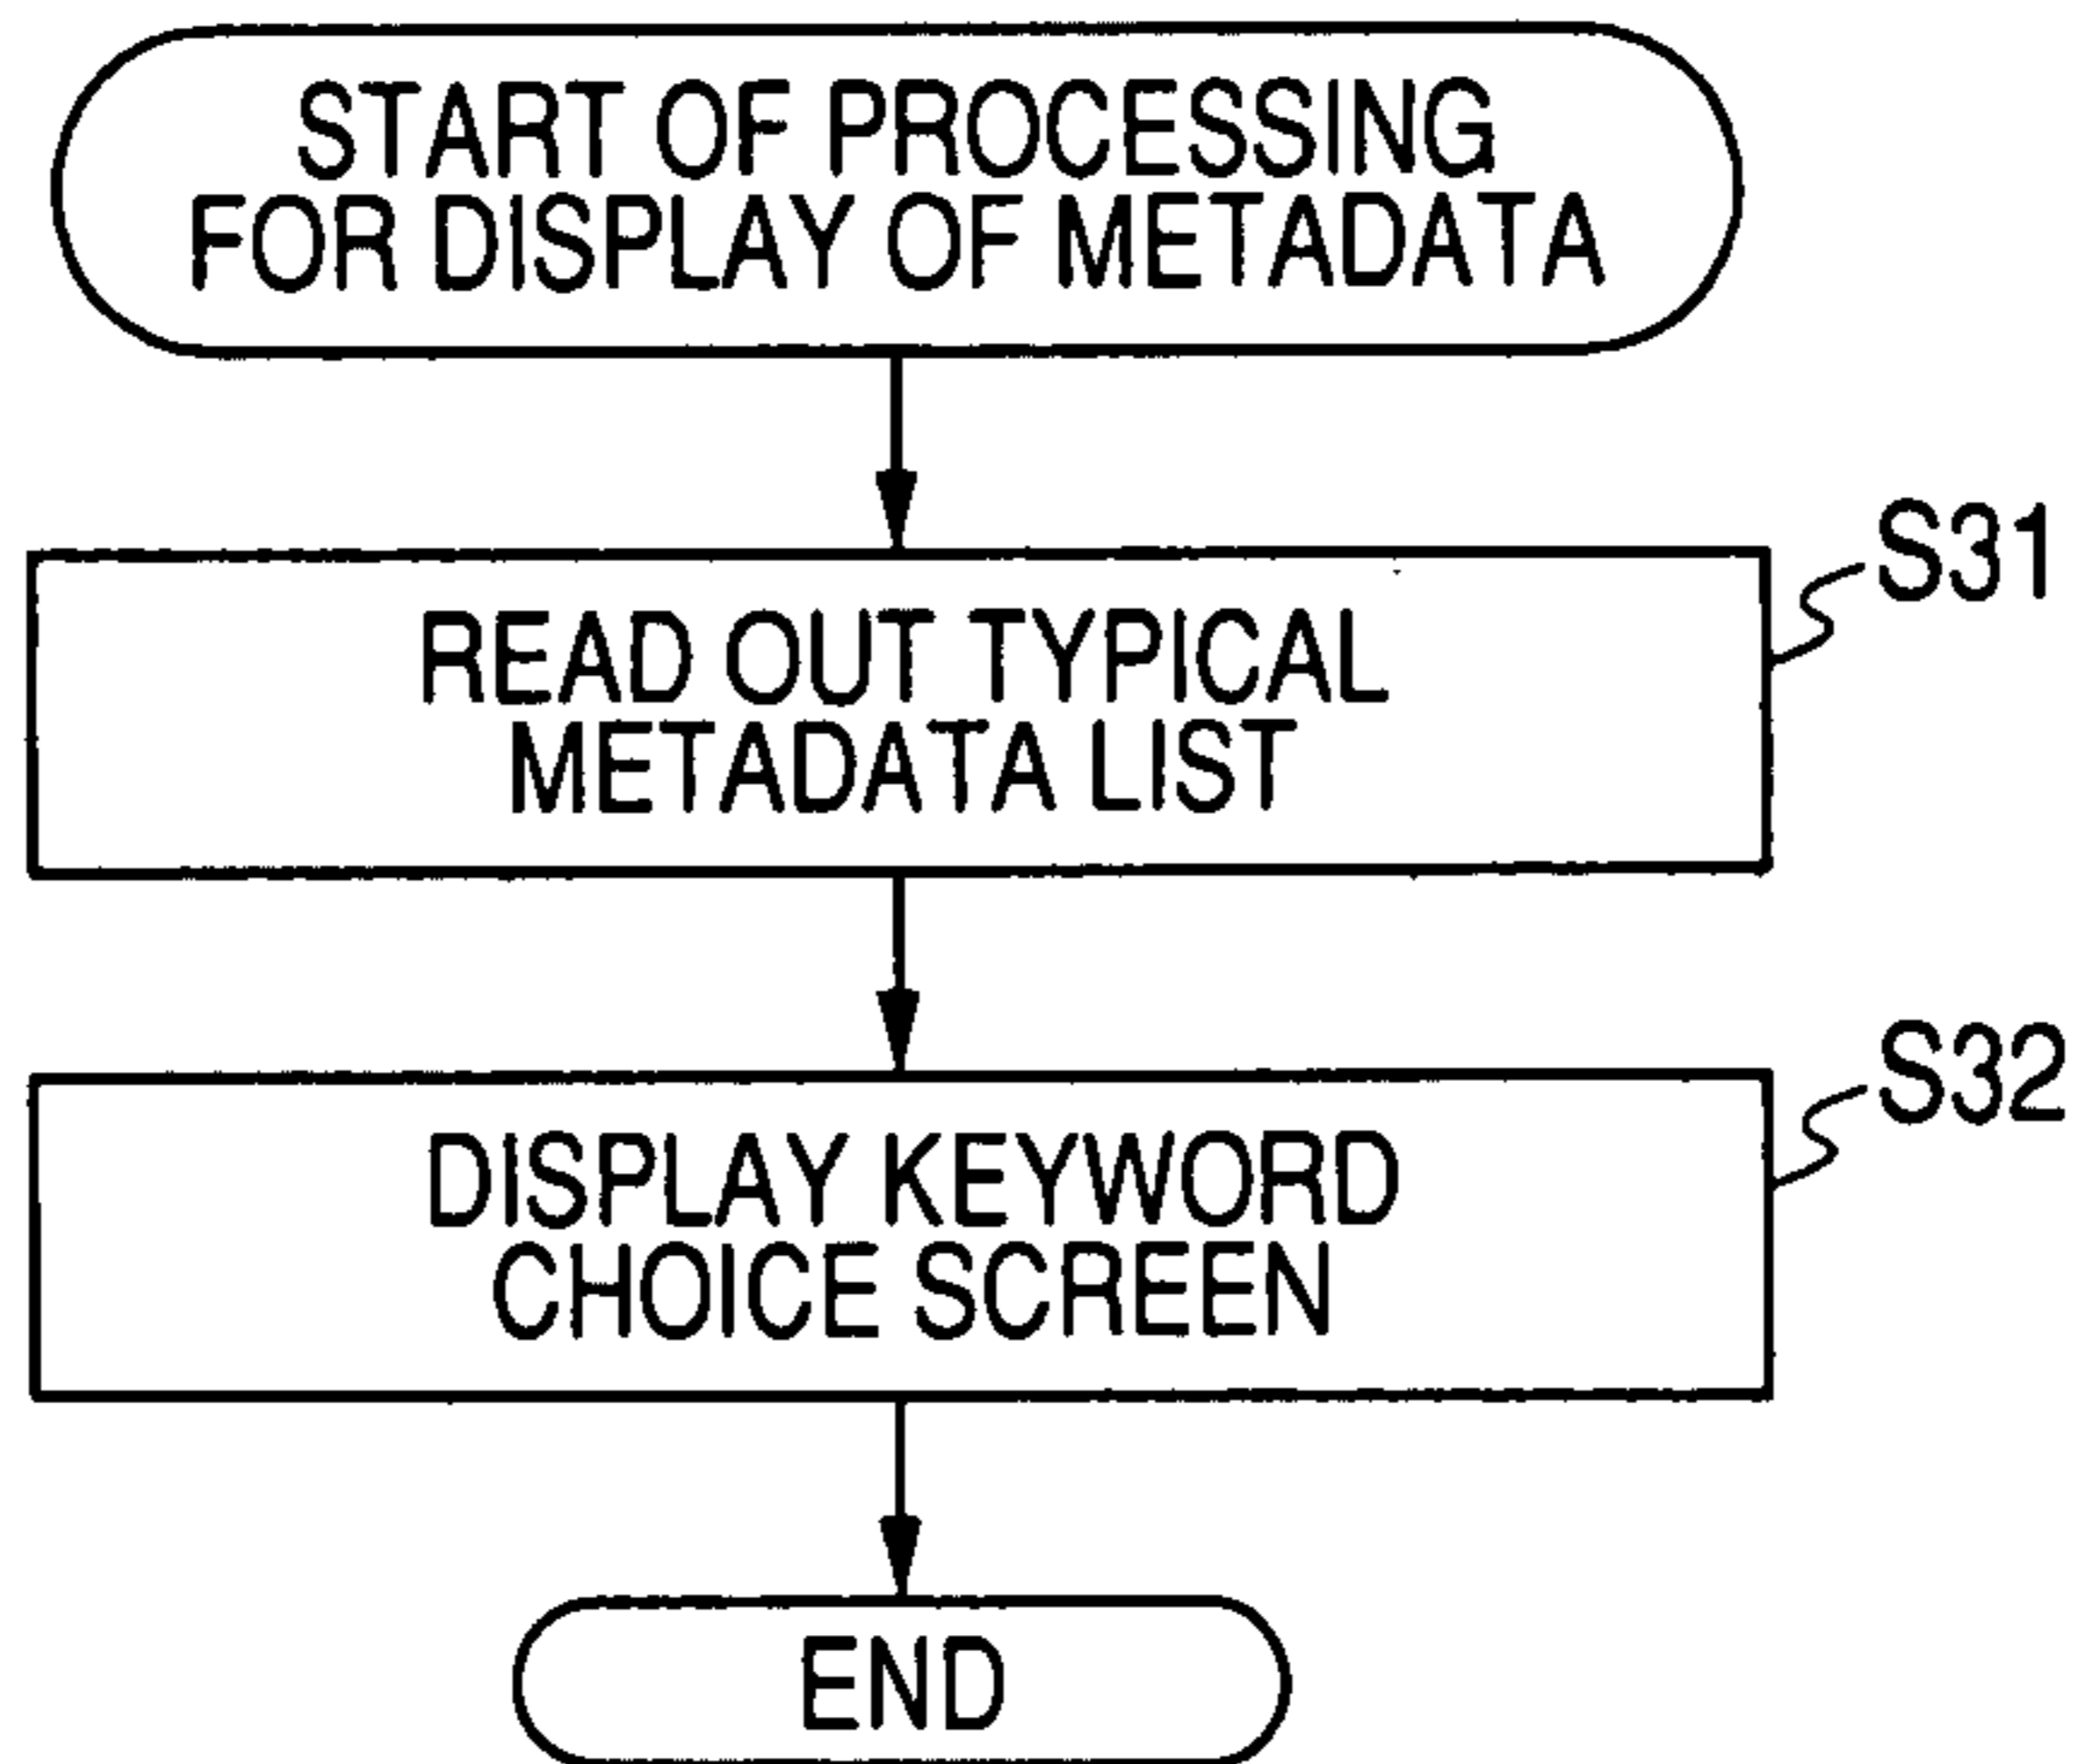 START OF PROCESSING
FOR DISPLAY OF METADATA
S31
READ OUT TYPICAL
METADATA LIST
S32
DISPLAY KEYWORD
CHOICE SCREEN
END